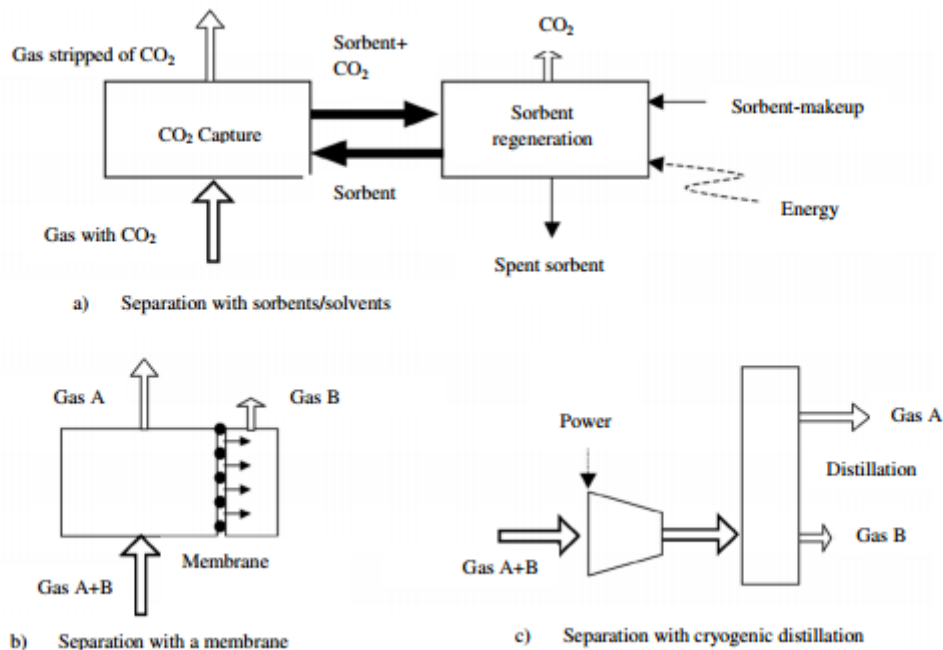 CO₂
Gas stripped of CO₂
Sorbent+
CO₂
CO₂ Capture
Sorbent
regeneration
Sorbent-makeup
Sorbent
Energy
Gas with CO₂
Spent sorbent
a) Separation with sorbents/solvents
Gas A
Gas B
Membrane
Gas A+B
b) Separation with a membrane
Power
Gas A
Distillation
Gas B
Gas A+B
c) Separation with cryogenic distillation